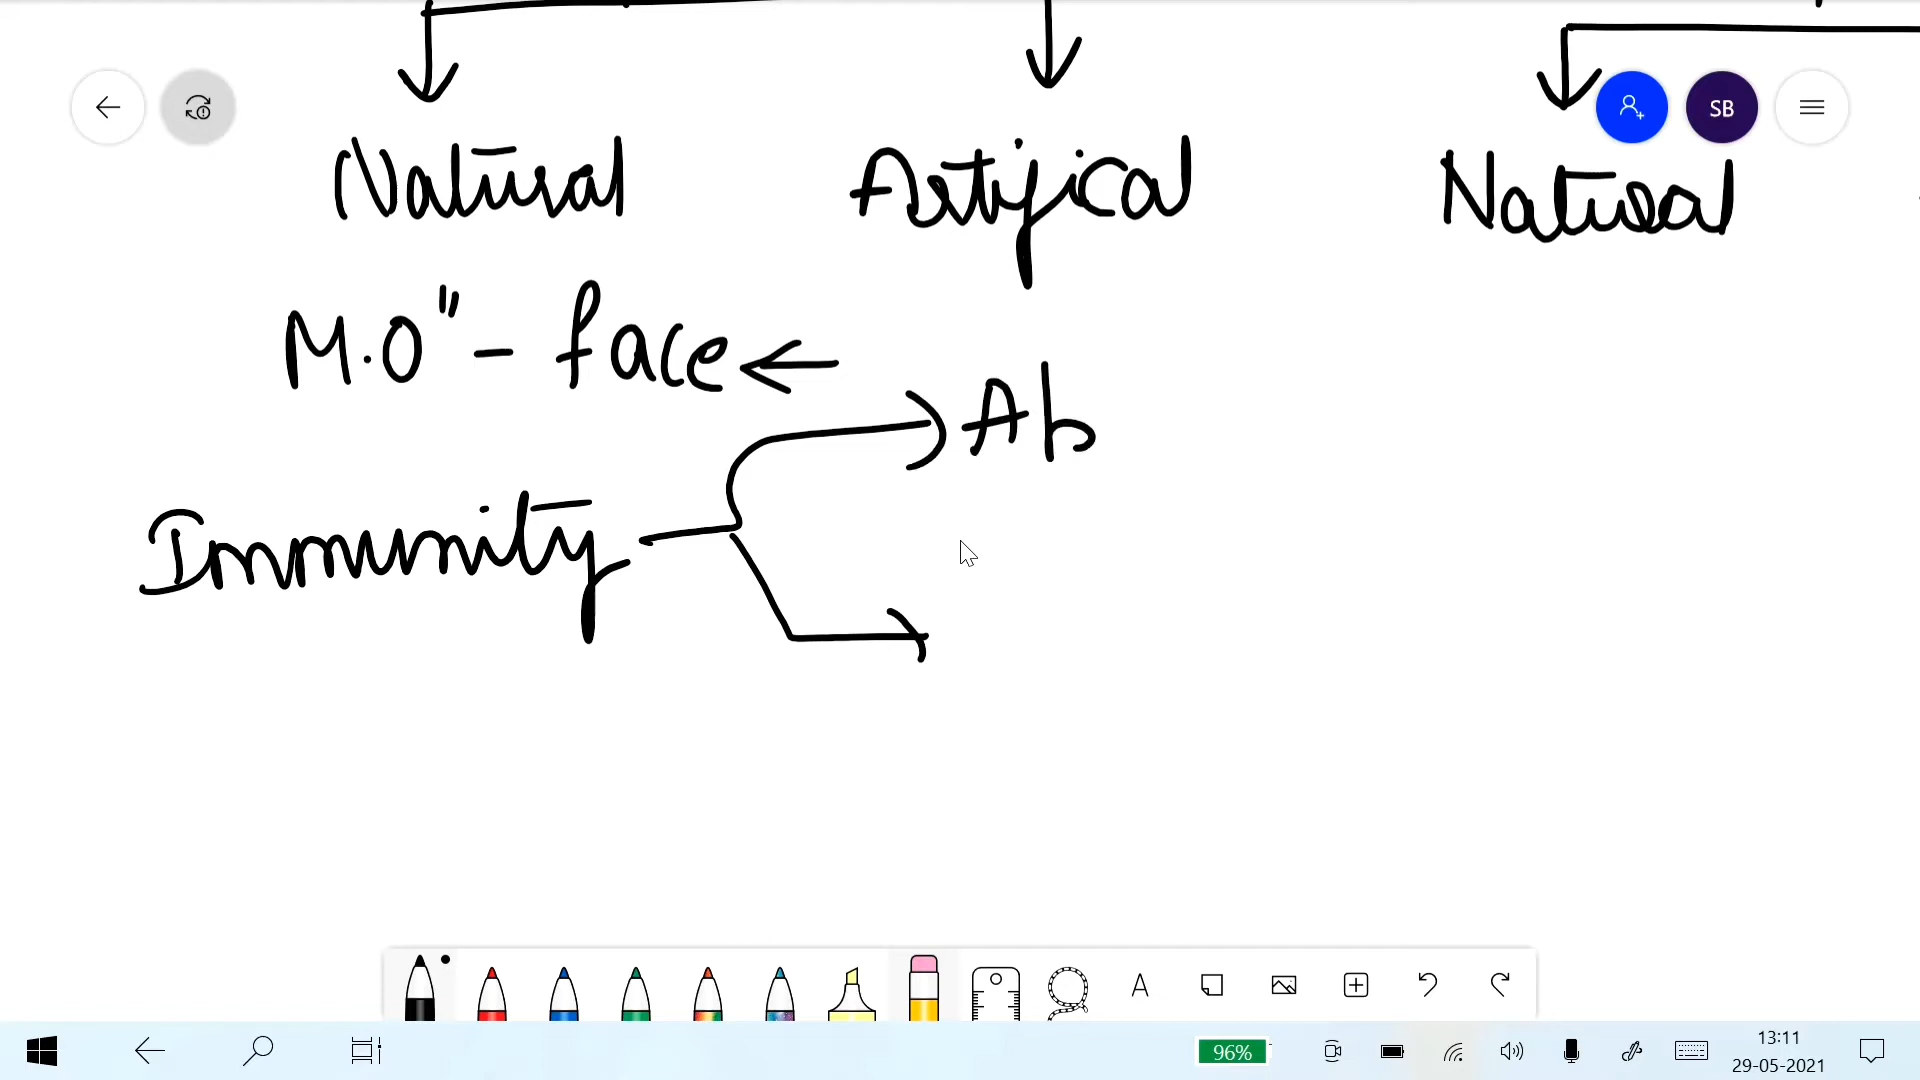 SB
Natural Artifical Natural
M.O" - face ←
Ab
Immunity
A
96%
13:11
29-05-2021